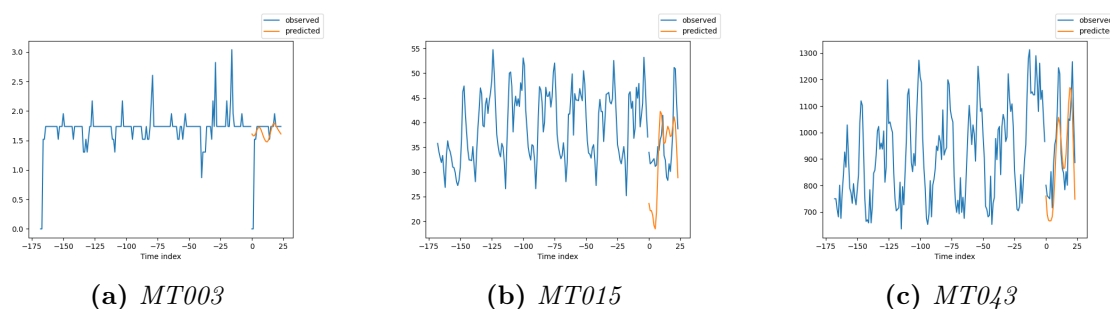 observed
predicted
3.0
2.5
2.0
1.5
1.0
0.5
0.0
−175 −150 −125 −100 −75 −50 −25 0 25
Time index
(a) MT003
observed
predicted
55
50
45
40
35
30
25
20
−175 −150 −125 −100 −75 −50 −25 0 25
Time index
(b) MT015
observed
predicted
1300
1200
1100
1000
900
800
700
−175 −150 −125 −100 −75 −50 −25 0 25
Time index
(c) MT043